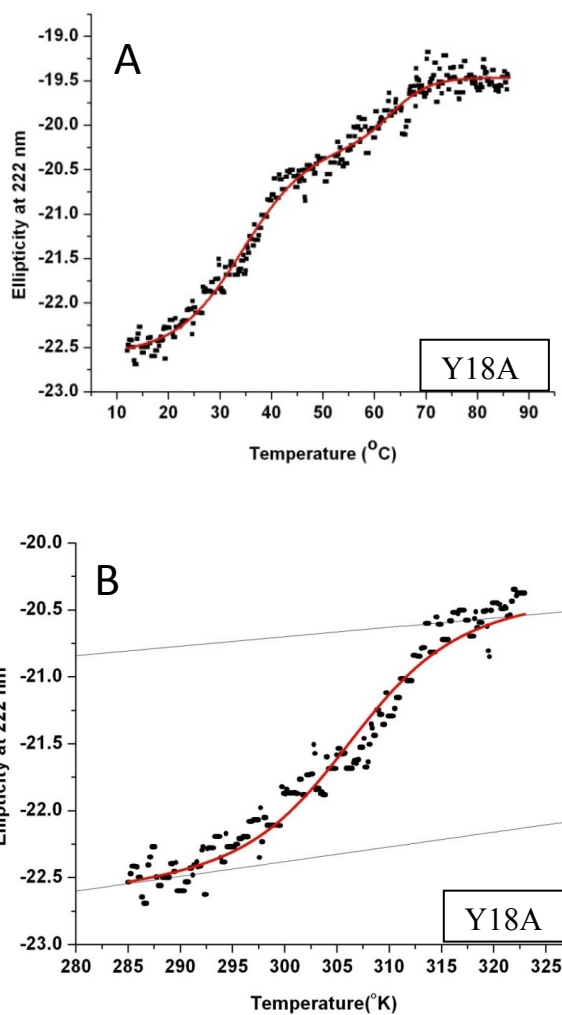 A
-19.0
-19.5
-20.0
-20.5
-21.0
-21.5
-22.0
-22.5
-23.0
Ellipticity at 222 nm
Y18A
10 20 30 40 50 60 70 80 90
Temperature (°C)
B
-20.0
-20.5
-21.0
-21.5
-22.0
-22.5
-23.0
Ellipticity at 222 nm
Y18A
280 285 290 295 300 305 310 315 320 325
Temperature(°K)